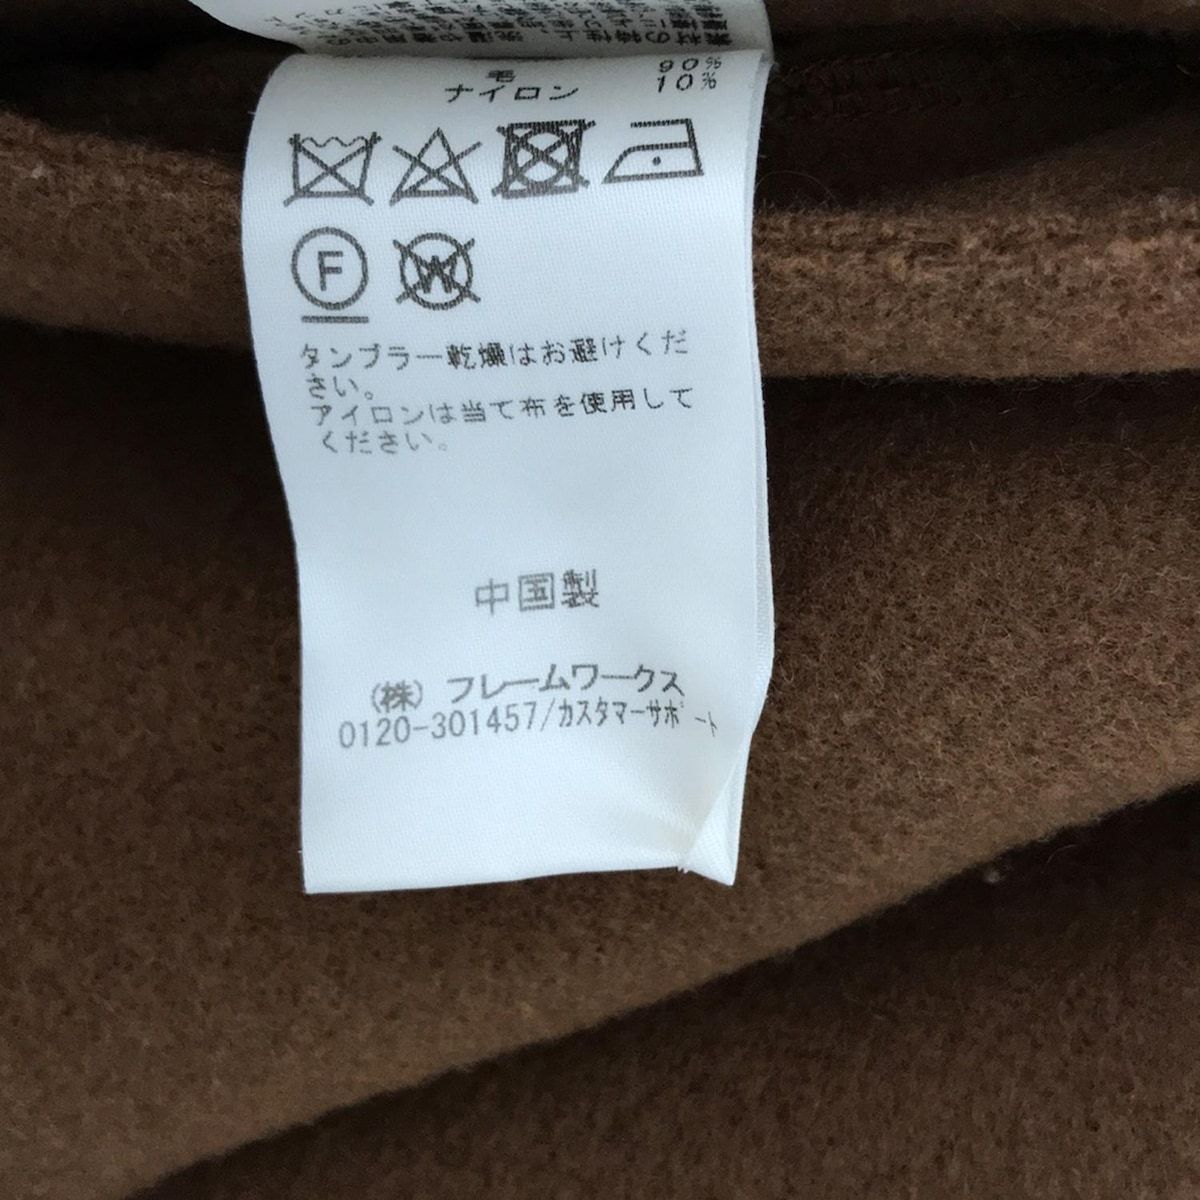 毛 90%
ナイロン 10%
F
W
タンブラー乾燥はお避けくだ
さい。
アイロンは当て布を使用して
ください。
中国製
(株) フレームワークス
0120-301457/カスタマーサポート